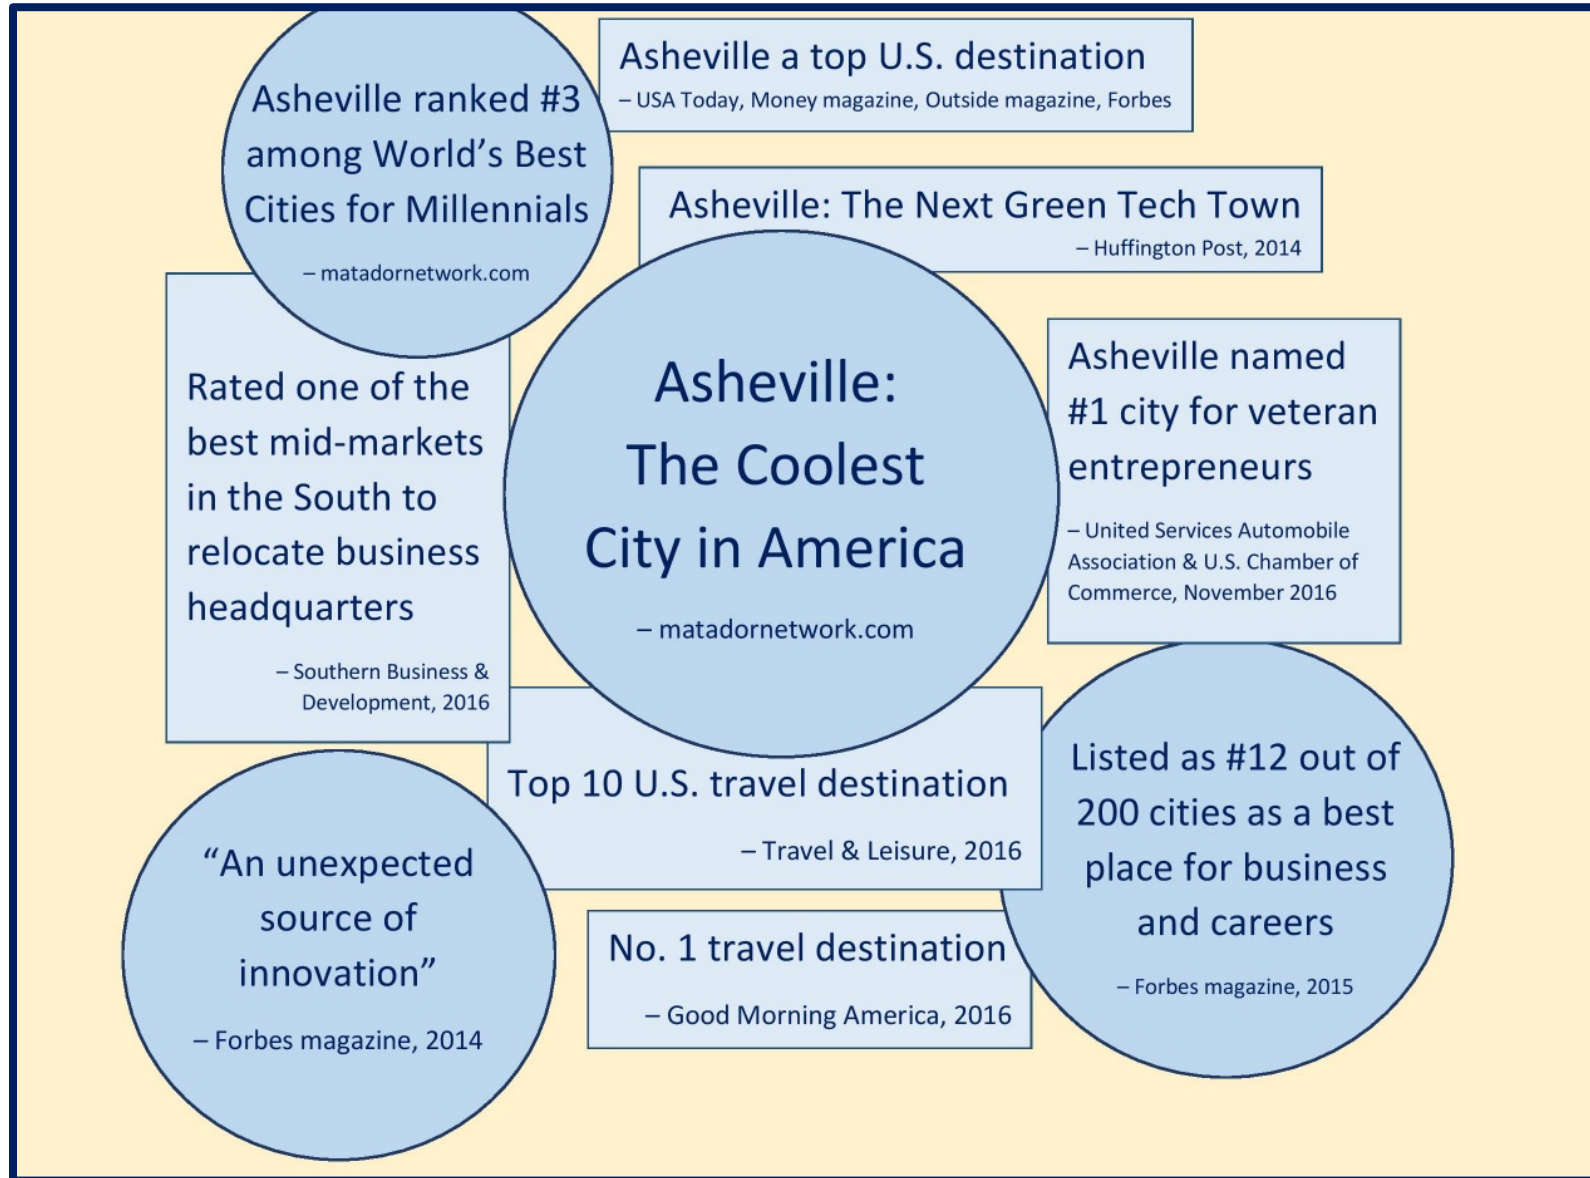 Asheville ranked #3
among World’s Best
Cities for Millennials
– matadornetwork.com
Asheville a top U.S. destination
– USA Today, Money magazine, Outside magazine, Forbes
Asheville: The Next Green Tech Town
– Huffington Post, 2014
Rated one of the
best mid-markets
in the South to
relocate business
headquarters
– Southern Business &
Development, 2016
Asheville:
The Coolest
City in America
– matadornetwork.com
Asheville named
#1 city for veteran
entrepreneurs
– United Services Automobile
Association & U.S. Chamber of
Commerce, November 2016
Top 10 U.S. travel destination
– Travel & Leisure, 2016
Listed as #12 out of
200 cities as a best
place for business
and careers
– Forbes magazine, 2015
“An unexpected
source of
innovation”
– Forbes magazine, 2014
No. 1 travel destination
– Good Morning America, 2016